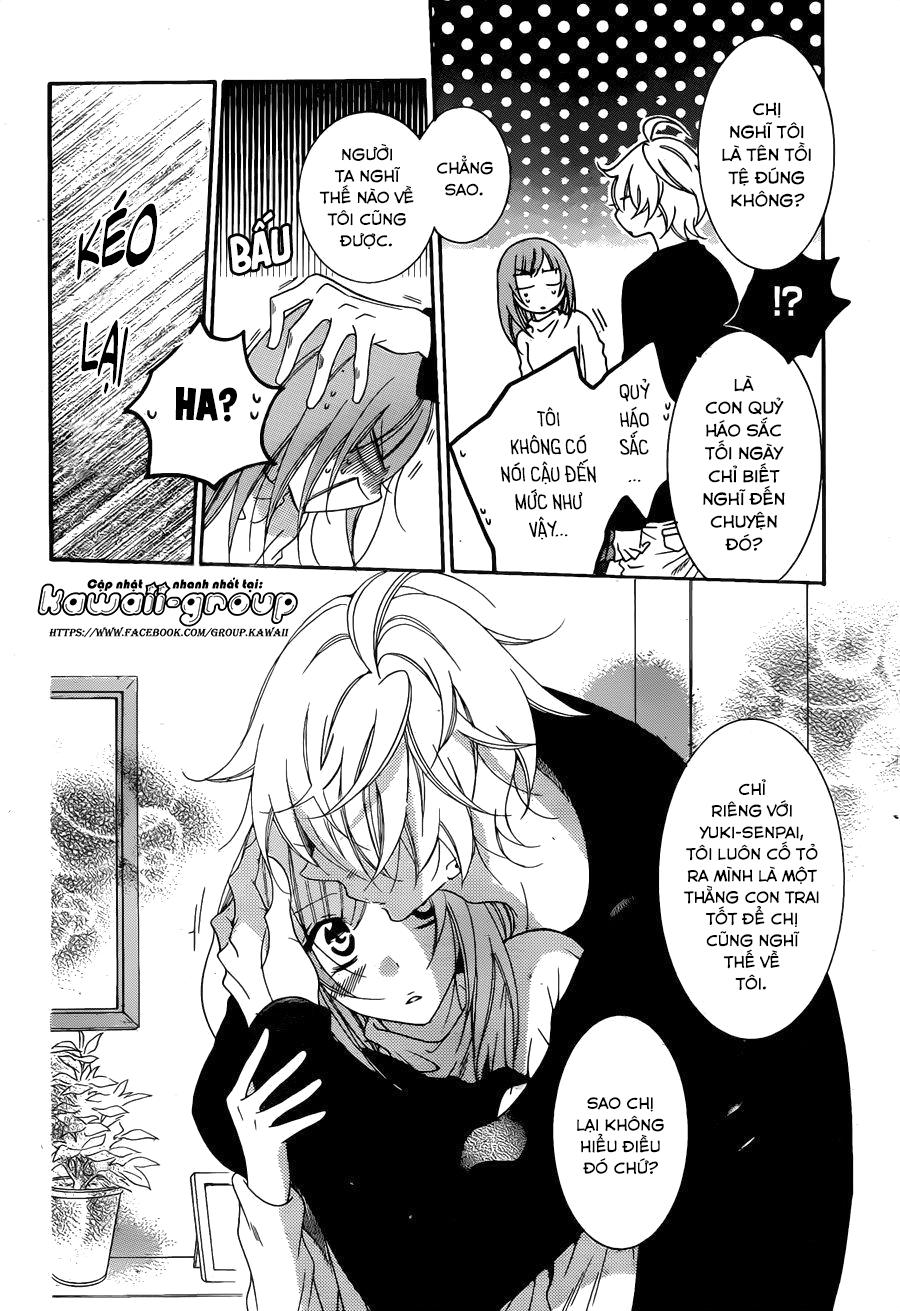 CHỊ
NGHĨ TÔI
LÀ TÊN TỒI
TỆ ĐÚNG
KHÔNG?
!?
LÀ
CON QUỶ
HÁO SẮC
TỐI NGÀY
CHỈ BIẾT
NGHĨ ĐẾN
CHUYỆN
ĐÓ?
QUỶ
HÁO
SẮC
...
TÔI
KHÔNG CÓ
NÓI CẬU ĐẾN
MỨC NHƯ
VẬY...
CHẲNG
SAO.
NGƯỜI
TA NGHĨ
THẾ NÀO VỀ
TÔI CŨNG
ĐƯỢC.
BẤU
HA?
KÉO
LẠI
Cập nhật nhanh nhất tại:
kawaii-group
HTTPS://WWW.FACEBOOK.COM/GROUP.KAWAII
CHỈ
RIÊNG VỚI
YUKI-SENPAI,
TÔI LUÔN CỐ TỎ
RA MÌNH LÀ MỘT
THẰNG CON TRAI
TỐT ĐỂ CHỊ
CŨNG NGHĨ
THẾ VỀ
TÔI.
SAO CHỊ
LẠI KHÔNG
HIỂU ĐIỀU
ĐÓ CHỨ?